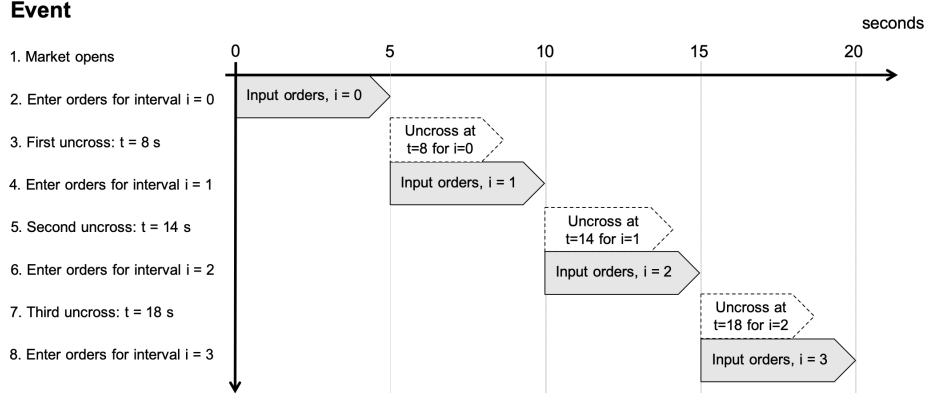 Event
seconds
0 5 10 15 20
1. Market opens
2. Enter orders for interval i = 0
Input orders, i = 0
3. First uncross: t = 8 s
Uncross at
t=8 for i=0
4. Enter orders for interval i = 1
Input orders, i = 1
5. Second uncross: t = 14 s
Uncross at
t=14 for i=1
6. Enter orders for interval i = 2
Input orders, i = 2
7. Third uncross: t = 18 s
Uncross at
t=18 for i=2
8. Enter orders for interval i = 3
Input orders, i = 3